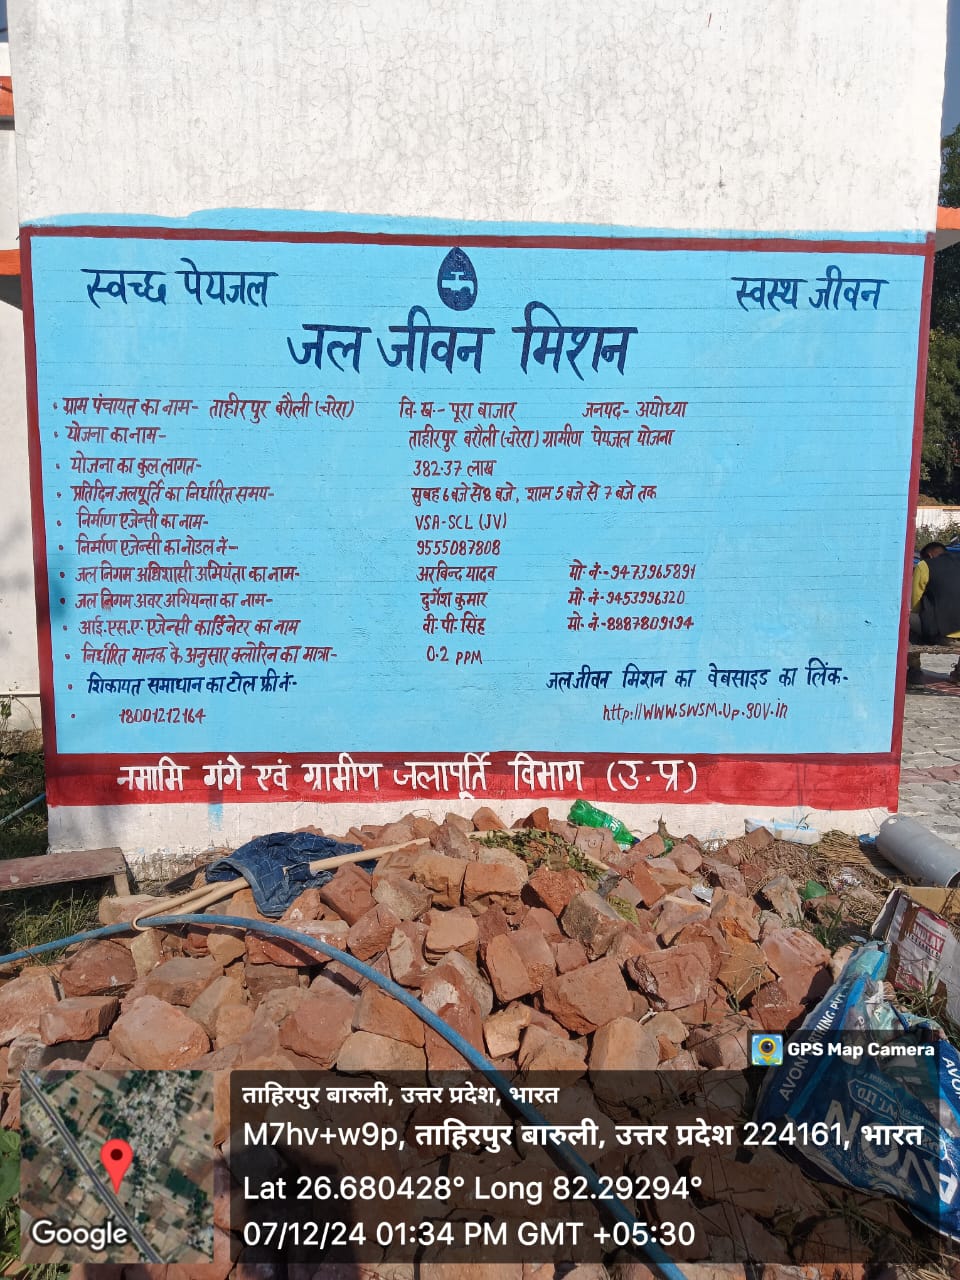 स्वच्छ पेयजल
स्वस्थ जीवन
जल जीवन मिशन
• ग्राम पंचायत का नाम- ताहीरपुर बरौली (चरेरा) वि. ख.- पूरा बाजार जनपद- अयोध्या
• योजना का नाम- ताहीरपुर बरौली (चरेरा) ग्रामीण पेयजल योजना
• योजना का कुल लागत- 382.37 लाख
• प्रतिदिन जलपूर्ति का निर्धारित समय- सुबह 6 बजे से 8 बजे, शाम 5 बजे से 7 बजे तक
• निर्माण एजेन्सी का नाम- VSA-SCL (JV)
• निर्माण एजेन्सी का नोडल नं- 9555087808
• जल निगम अधिशासी अभियंता का नाम- अरविन्द यादव मो. नं.-9473965891
• जल निगम अवर अभियन्ता का नाम- दुर्गेश कुमार मो. नं-9453996320
• आई.एस.ए. एजेन्सी कार्डिनेटर का नाम वी. पी. सिंह मो. नं.-8887809194
• निर्धारित मानक के अनुसार क्लोरिन का मात्रा- 0.2 PPM
• शिकायत समाधान का टोल फ्री नं- जल जीवन मिशन का वेबसाइड का लिंक-
• 18001212164 http://www.swsm.up.gov.in
नमामि गंगे एवं ग्रामीण जलापूर्ति विभाग (उ.प्र)
GPS Map Camera
ताहिरपुर बारुली, उत्तर प्रदेश, भारत
M7hv+w9p, ताहिरपुर बारुली, उत्तर प्रदेश 224161, भारत
Lat 26.680428° Long 82.29294°
07/12/24 01:34 PM GMT +05:30
Google